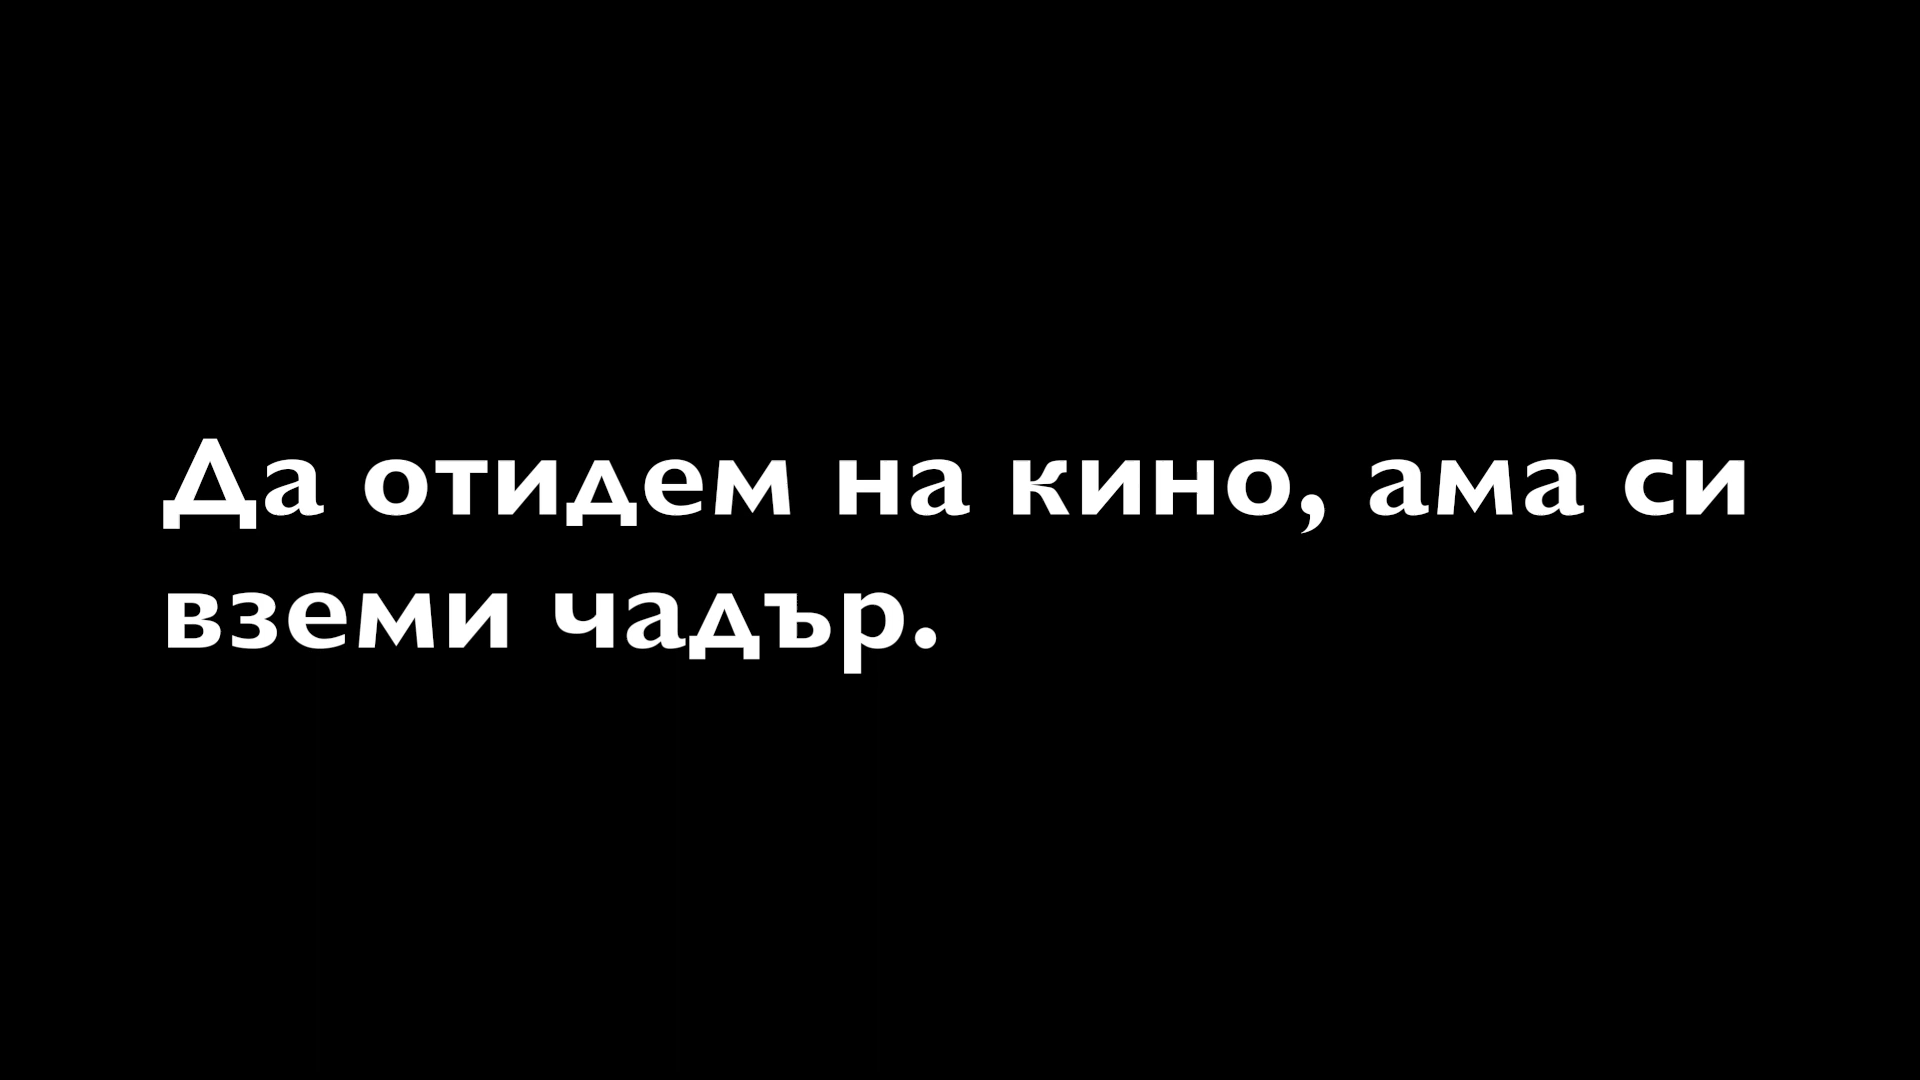 Да отидем на кино, ама си
вземи чадър.